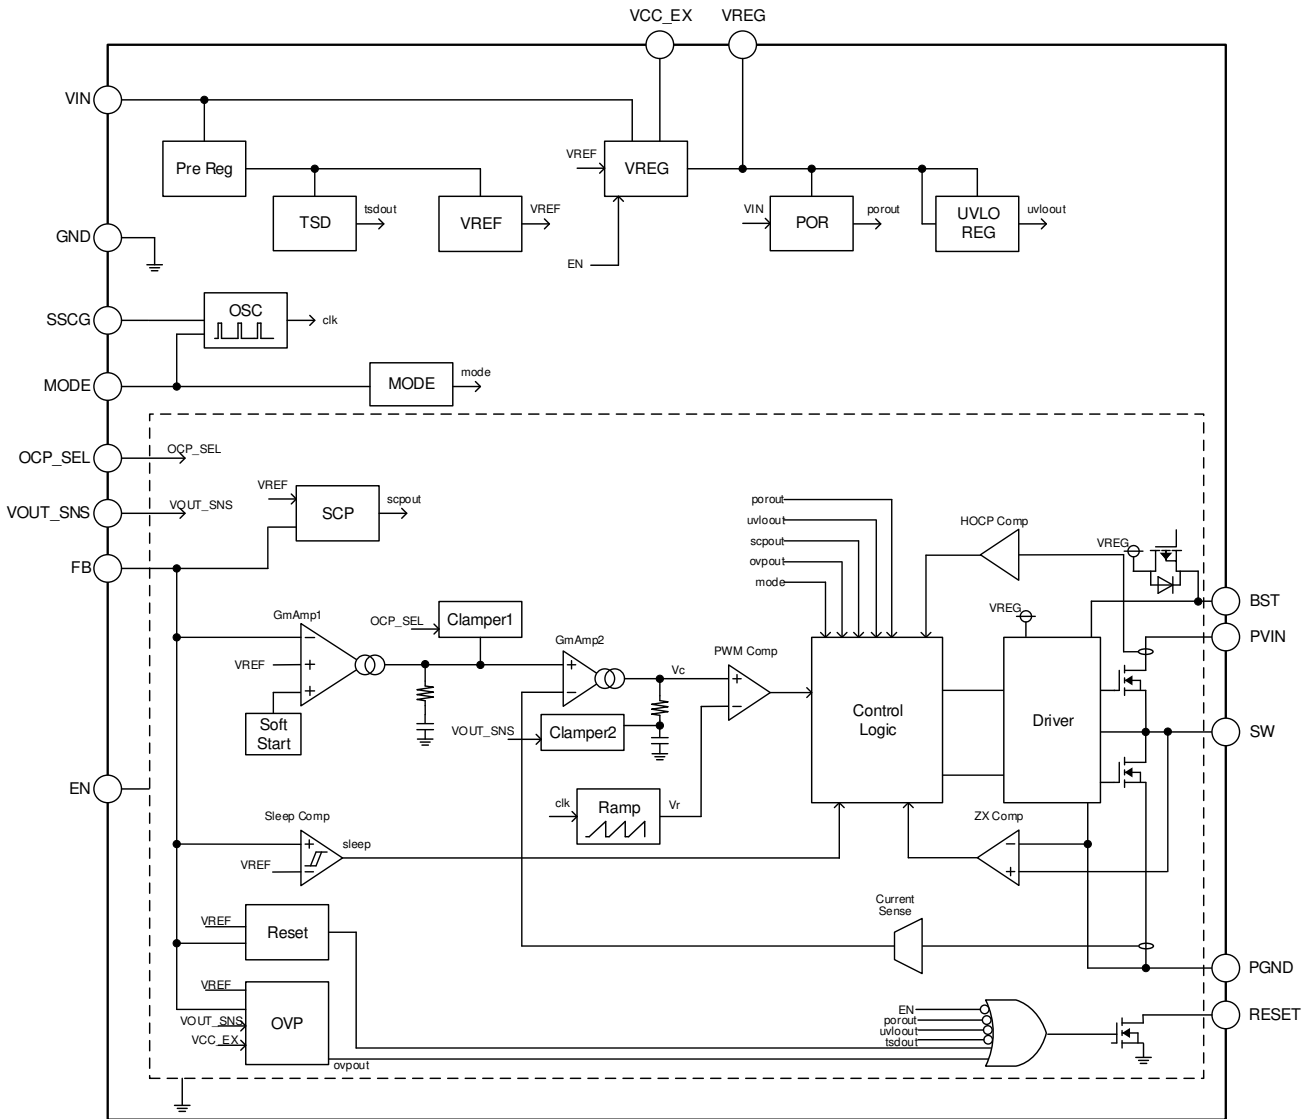 VCC_EX
VREG
VIN
Pre Reg
VREF
VREG
TSD
tsdout
VREF
VREF
VIN
POR
porout
UVLO
REG
uvloout
GND
EN
SSCG
OSC
clk
MODE
MODE
mode
OCP_SEL
OCP_SEL
VOUT_SNS
VOUT_SNS
VREF
SCP
scpout
FB
porout
uvloout
scpout
ovpout
mode
HOCP Comp
VREG
BST
GmAmp1
OCP_SEL
Clamper1
GmAmp2
PWM Comp
VREG
PVIN
VREF
Vc
Soft
Start
VOUT_SNS
Clamper2
Control
Logic
Driver
SW
EN
clk
Ramp
Vr
Sleep Comp
sleep
VREF
ZX Comp
Current
Sense
VREF
Reset
PGND
VREF
VOUT_SNS
VCC_EX
OVP
ovpout
EN
porout
uvloout
tsdout
RESET